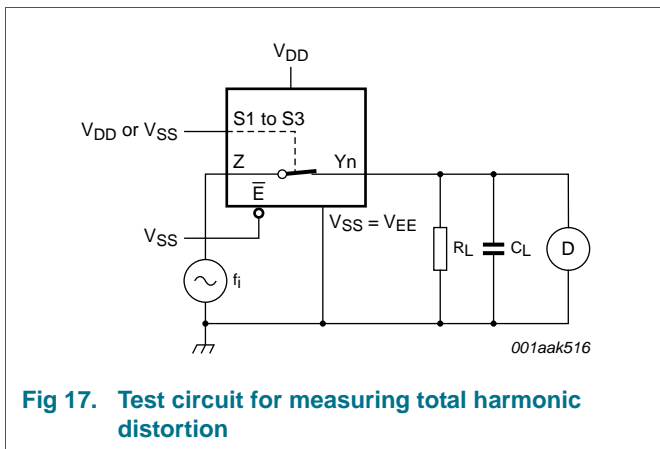 VDD
S1 to S3
VDD or VSS
Z
Yn
E
VSS = VEE
VSS
RL
CL
D
fi
001aak516
Fig 17. Test circuit for measuring total harmonic
distortion